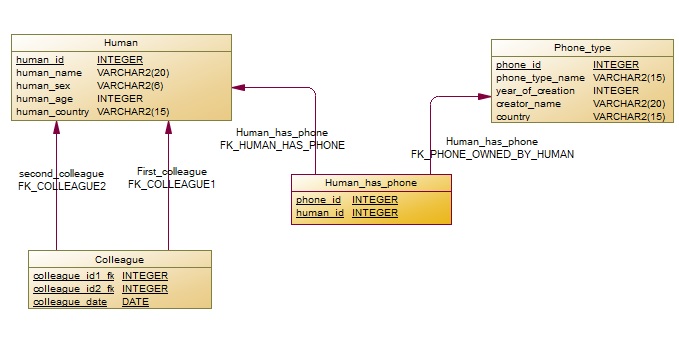 Human
human_id INTEGER
human_name VARCHAR2(20)
human_sex VARCHAR2(6)
human_age INTEGER
human_country VARCHAR2(15)
Phone_type
phone_id INTEGER
phone_type_name VARCHAR2(15)
year_of_creation INTEGER
creator_name VARCHAR2(20)
country VARCHAR2(15)
Human_has_phone
FK_HUMAN_HAS_PHONE
Human_has_phone
FK_PHONE_OWNED_BY_HUMAN
second_colleague
FK_COLLEAGUE2
First_colleague
FK_COLLEAGUE1
Human_has_phone
phone_id INTEGER
human_id INTEGER
Colleague
colleague_id1_fk INTEGER
colleague_id2_fk INTEGER
colleague_date DATE